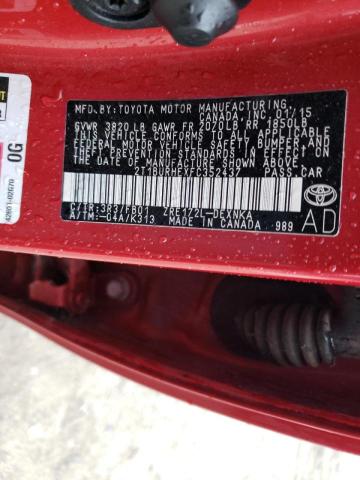 MFD.BY:TOYOTA MOTOR MANUFACTURING,
CANADA, INC. 01/15
GVWR 3820 LB GAWR FR 2020LB RR 1850LB
THIS VEHICLE CONFORMS TO ALL APPLICABLE
FEDERAL MOTOR VEHICLE SAFETY, BUMPER, AND
THEFT PREVENTION STANDARDS IN EFFECT ON
THE DATE OF MANUFACTURE SHOWN ABOVE.
2T1BURHEXFC352437 PASS.CAR
C/TR:3R3/FB01 ZRE172L-DEXNKA
A/TM:-04A/K313 MADE IN CANADA 989
AD
0G
42661-02670